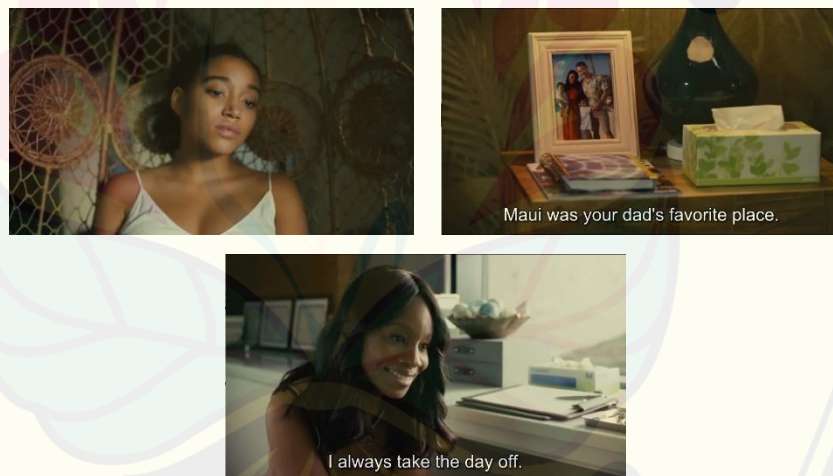 Maui was your dad's favorite place.
I always take the day off.